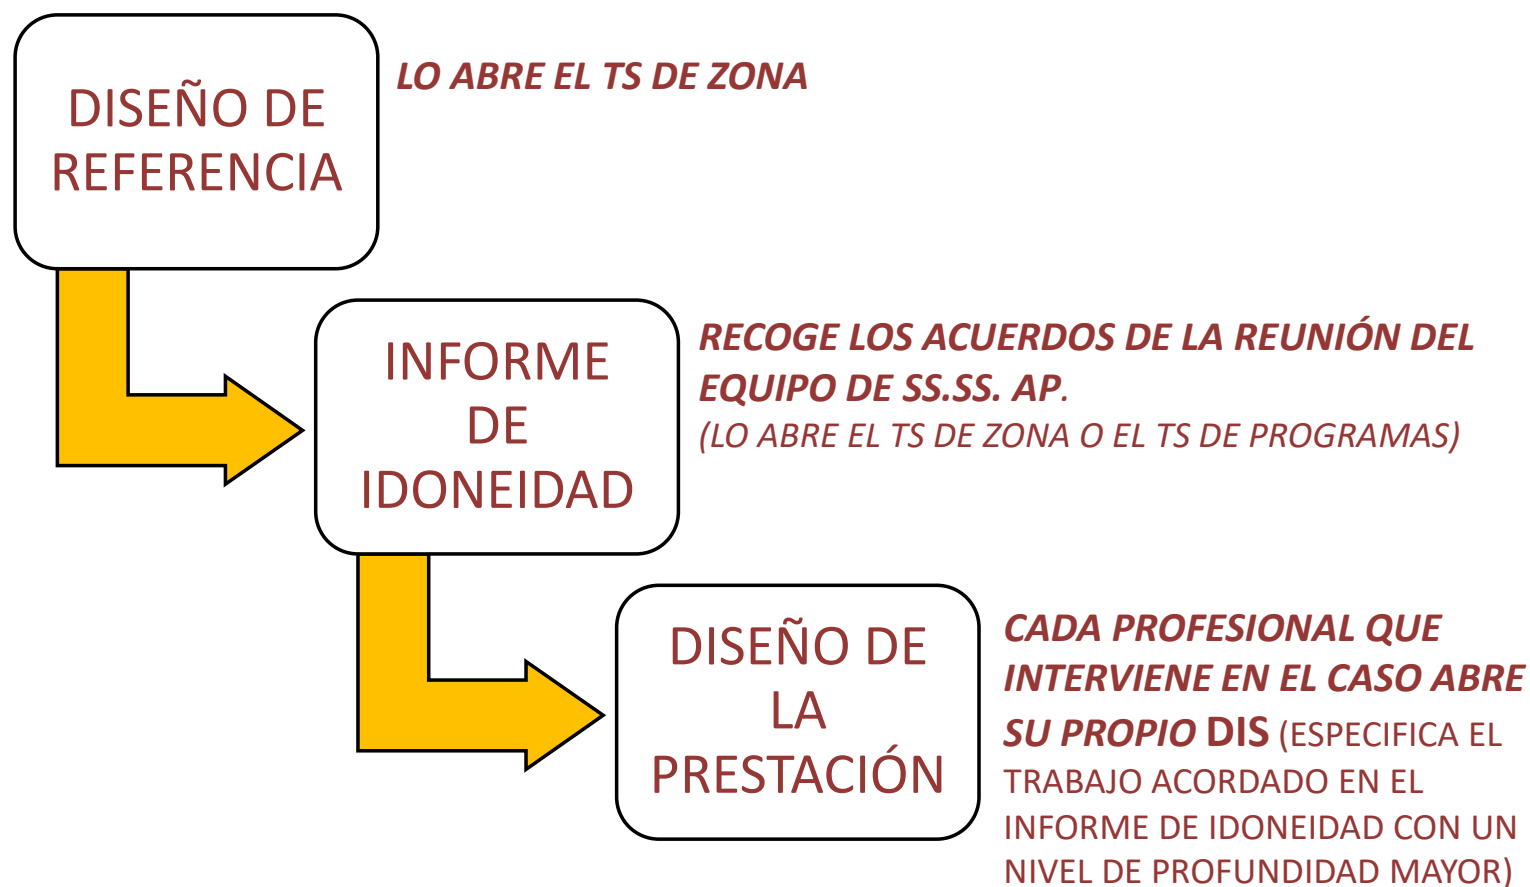 DISEÑO DE
REFERENCIA
LO ABRE EL TS DE ZONA
INFORME
DE
IDONEIDAD
RECOGE LOS ACUERDOS DE LA REUNIÓN DEL
EQUIPO DE SS.SS. AP.
(LO ABRE EL TS DE ZONA O EL TS DE PROGRAMAS)
DISEÑO DE
LA
PRESTACIÓN
CADA PROFESIONAL QUE
INTERVIENE EN EL CASO ABRE
SU PROPIO DIS (ESPECIFICA EL
TRABAJO ACORDADO EN EL
INFORME DE IDONEIDAD CON UN
NIVEL DE PROFUNDIDAD MAYOR)